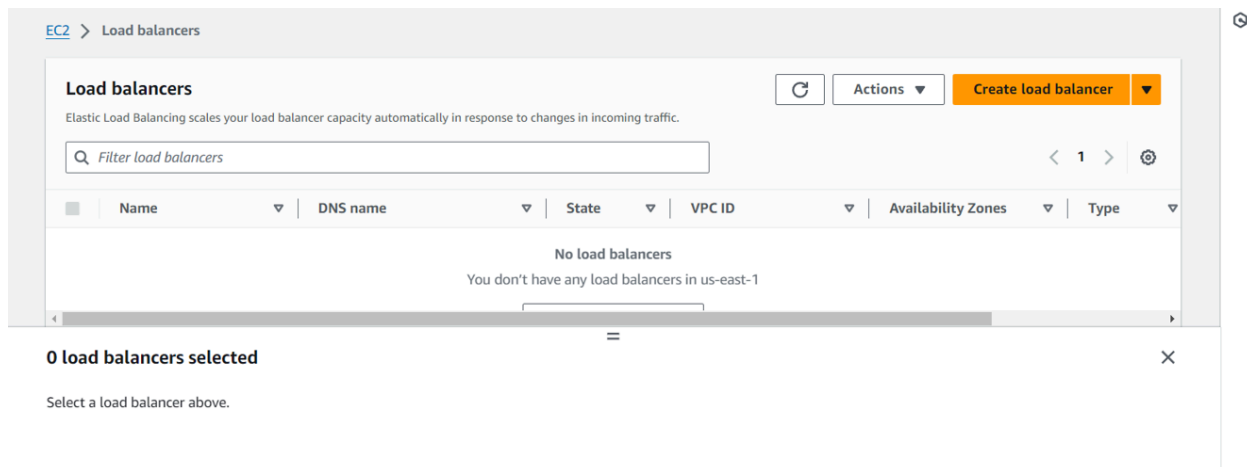 EC2 > Load balancers
Load balancers
Actions
Create load balancer
Elastic Load Balancing scales your load balancer capacity automatically in response to changes in incoming traffic.
Filter load balancers
1
Name DNS name State VPC ID Availability Zones Type
No load balancers
You don't have any load balancers in us-east-1
0 load balancers selected
Select a load balancer above.